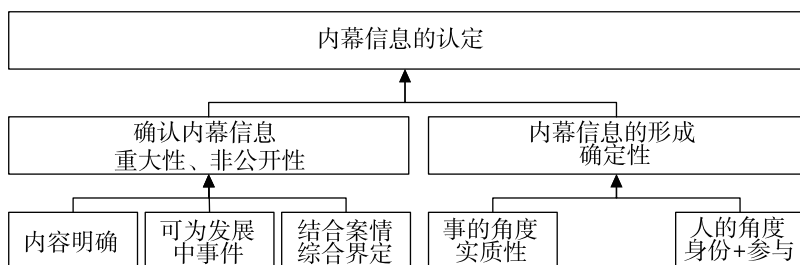 内幕信息的认定
确认内幕信息
重大性、非公开性
内幕信息的形成
确定性
内容明确
可为发展
中事件
结合案情
综合界定
事的角度
实质性
人的角度
身份+参与